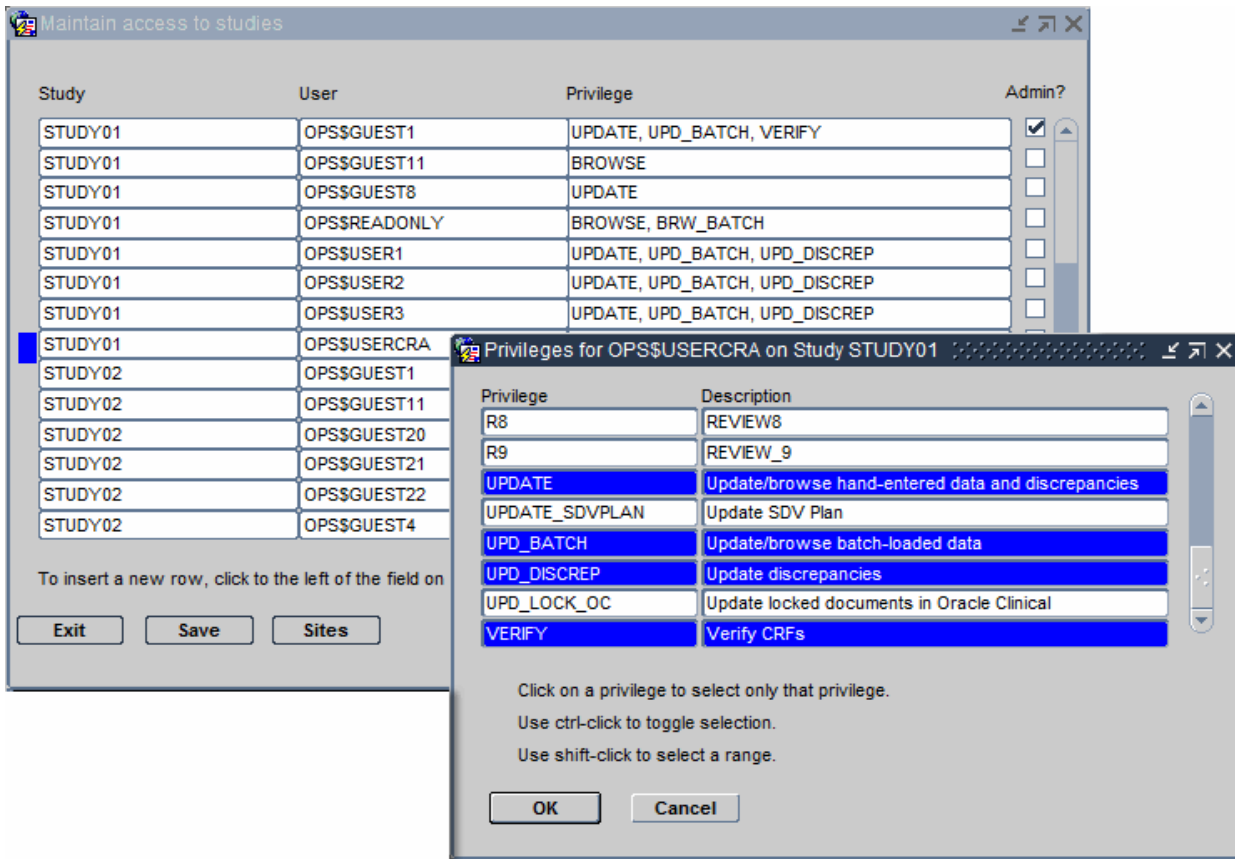 Maintain access to studies
Study User Privilege Admin?
STUDY01 OPS$GUEST1 UPDATE, UPD_BATCH, VERIFY
STUDY01 OPS$GUEST11 BROWSE
STUDY01 OPS$GUEST8 UPDATE
STUDY01 OPS$READONLY BROWSE, BRW_BATCH
STUDY01 OPS$USER1 UPDATE, UPD_BATCH, UPD_DISCREP
STUDY01 OPS$USER2 UPDATE, UPD_BATCH, UPD_DISCREP
STUDY01 OPS$USER3 UPDATE, UPD_BATCH, UPD_DISCREP
STUDY01 OPS$USERCRA
STUDY02 OPS$GUEST1
STUDY02 OPS$GUEST11
STUDY02 OPS$GUEST20
STUDY02 OPS$GUEST21
STUDY02 OPS$GUEST22
STUDY02 OPS$GUEST4
To insert a new row, click to the left of the field on
Exit Save Sites
Privileges for OPS$USERCRA on Study STUDY01
Privilege Description
R8 REVIEW8
R9 REVIEW_9
UPDATE Update/browse hand-entered data and discrepancies
UPDATE_SDVPLAN Update SDV Plan
UPD_BATCH Update/browse batch-loaded data
UPD_DISCREP Update discrepancies
UPD_LOCK_OC Update locked documents in Oracle Clinical
VERIFY Verify CRFs
Click on a privilege to select only that privilege.
Use ctrl-click to toggle selection.
Use shift-click to select a range.
OK Cancel